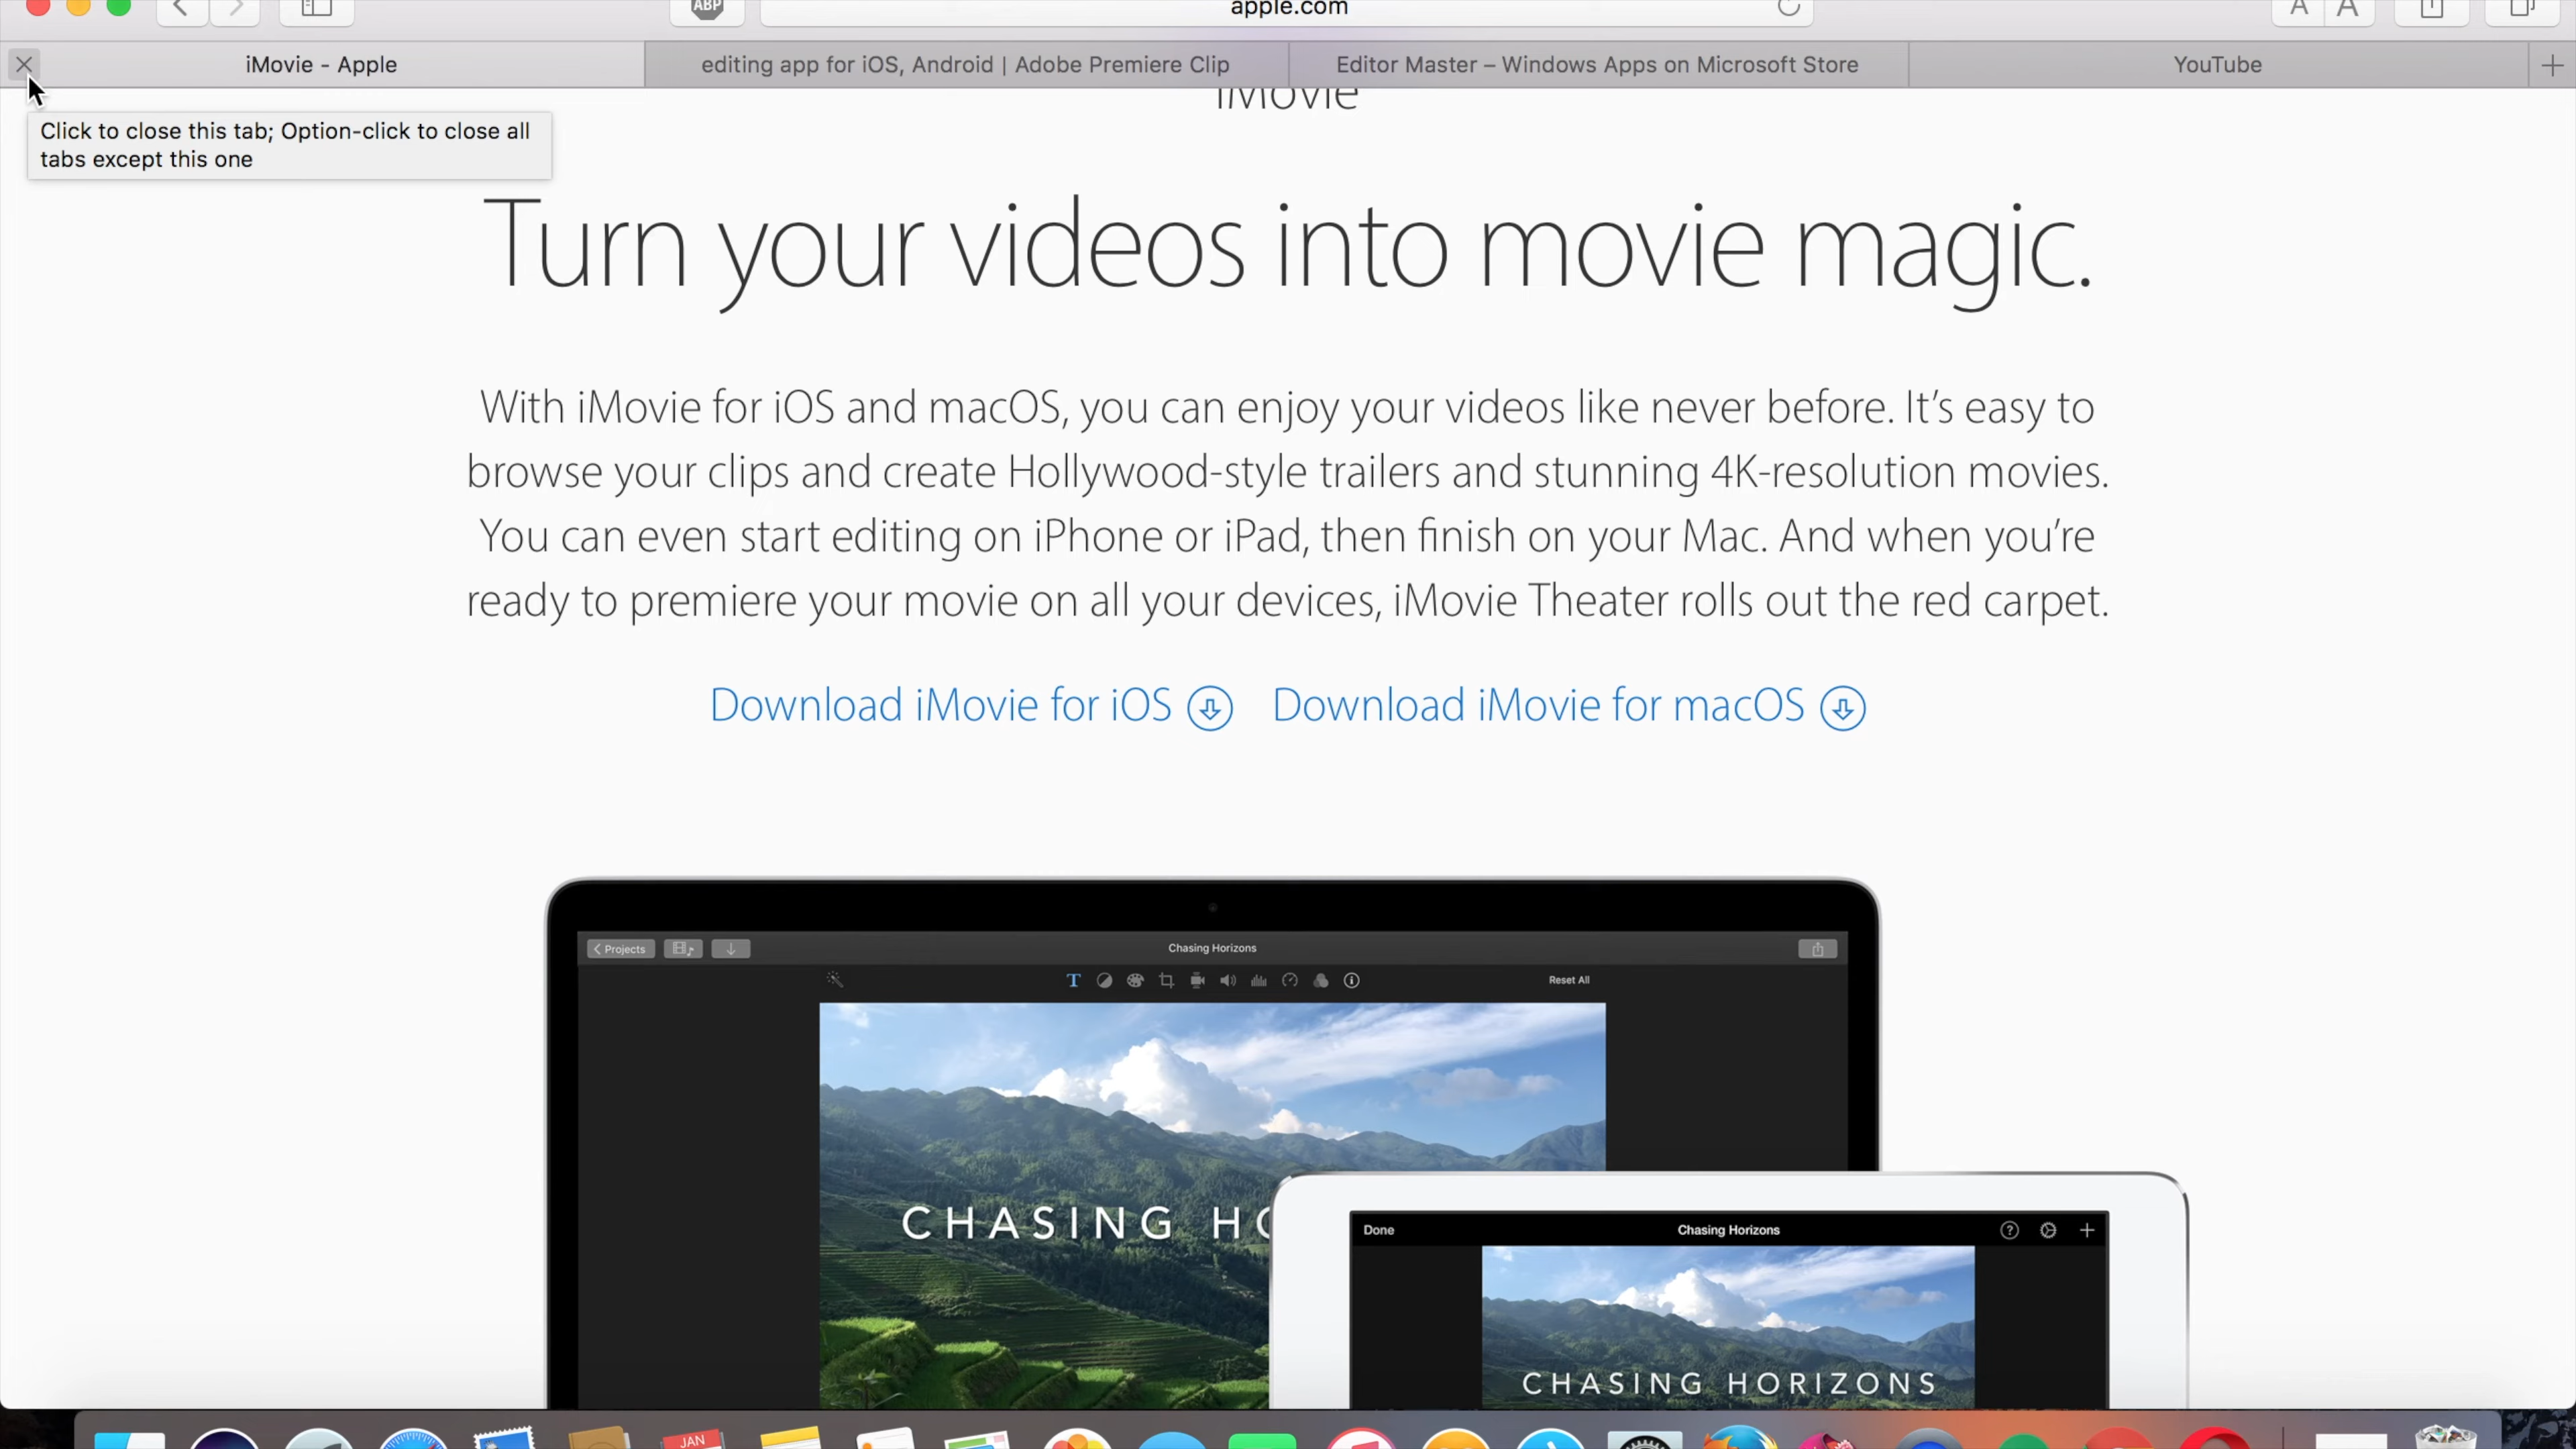 ABP
apple.com
A A
iMovie - Apple
editing app for iOS, Android | Adobe Premiere Clip
Editor Master – Windows Apps on Microsoft Store
YouTube
iMovie
Click to close this tab; Option-click to close all
tabs except this one
Turn your videos into movie magic.
With iMovie for iOS and macOS, you can enjoy your videos like never before. It's easy to
browse your clips and create Hollywood-style trailers and stunning 4K-resolution movies.
You can even start editing on iPhone or iPad, then finish on your Mac. And when you're
ready to premiere your movie on all your devices, iMovie Theater rolls out the red carpet.
Download iMovie for iOS
Download iMovie for macOS
Projects
Chasing Horizons
T
Reset All
CHASING HO
Done
Chasing Horizons
CHASING HORIZONS
JAN